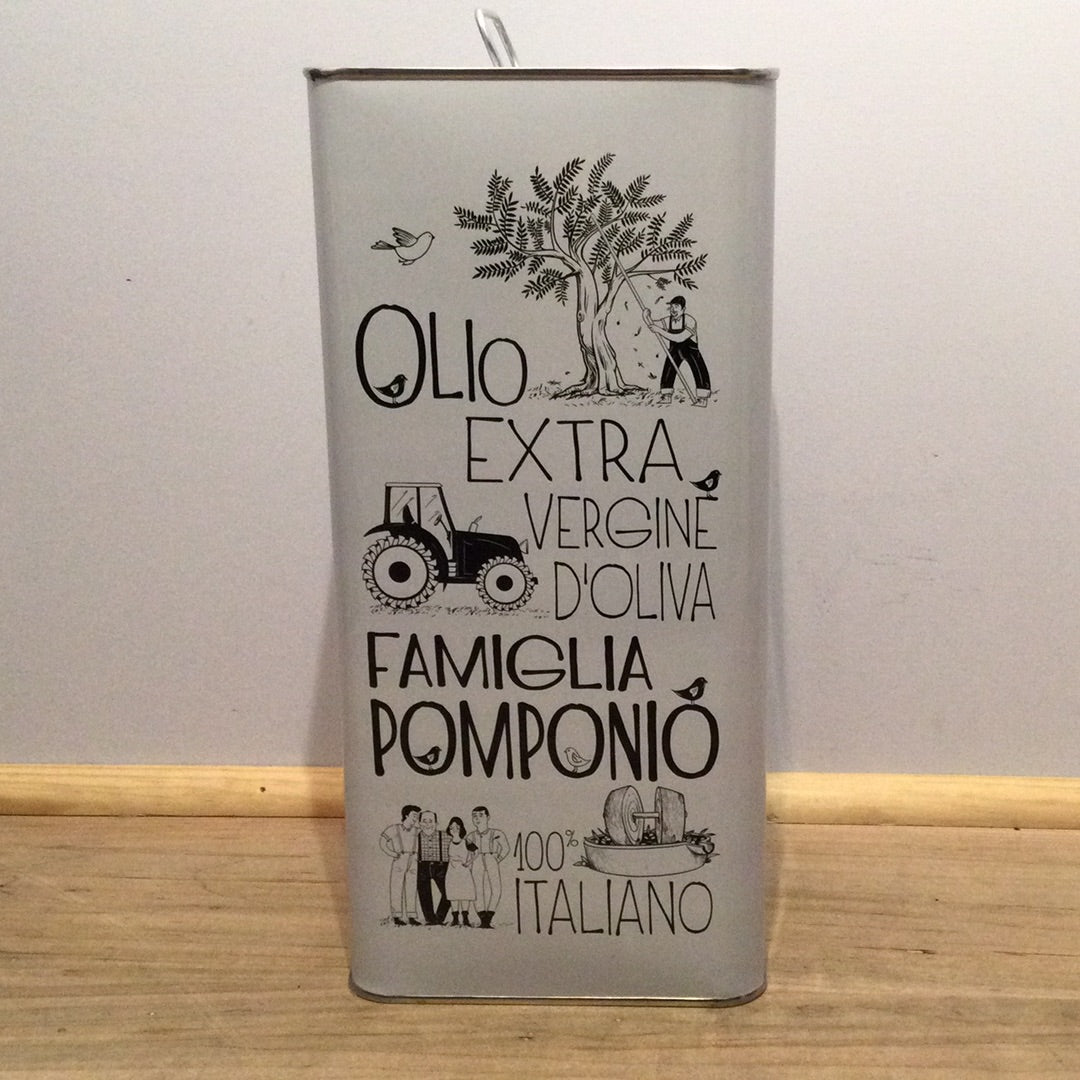 OLIO
EXTRA
VERGINE
D'OLIVA
FAMIGLIA
POMPONIO
100%
ITALIANO